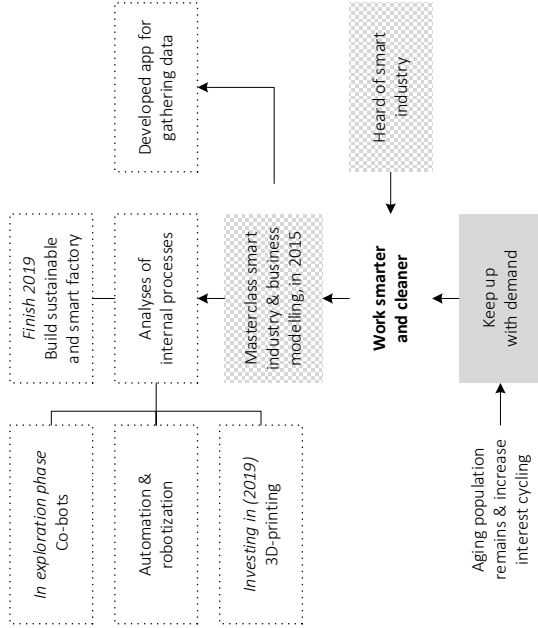 In exploration phase
Co-bots
Automation &
robotization
Investing in (2019)
3D-printing
Aging population
remains & increase
interest cycling
Finish 2019
Build sustainable
and smart factory
Analyses of
internal processes
Masterclass smart
industry & business
modelling, in 2015
Work smarter
and cleaner
Keep up
with demand
Developed app for
gathering data
Heard of smart
industry